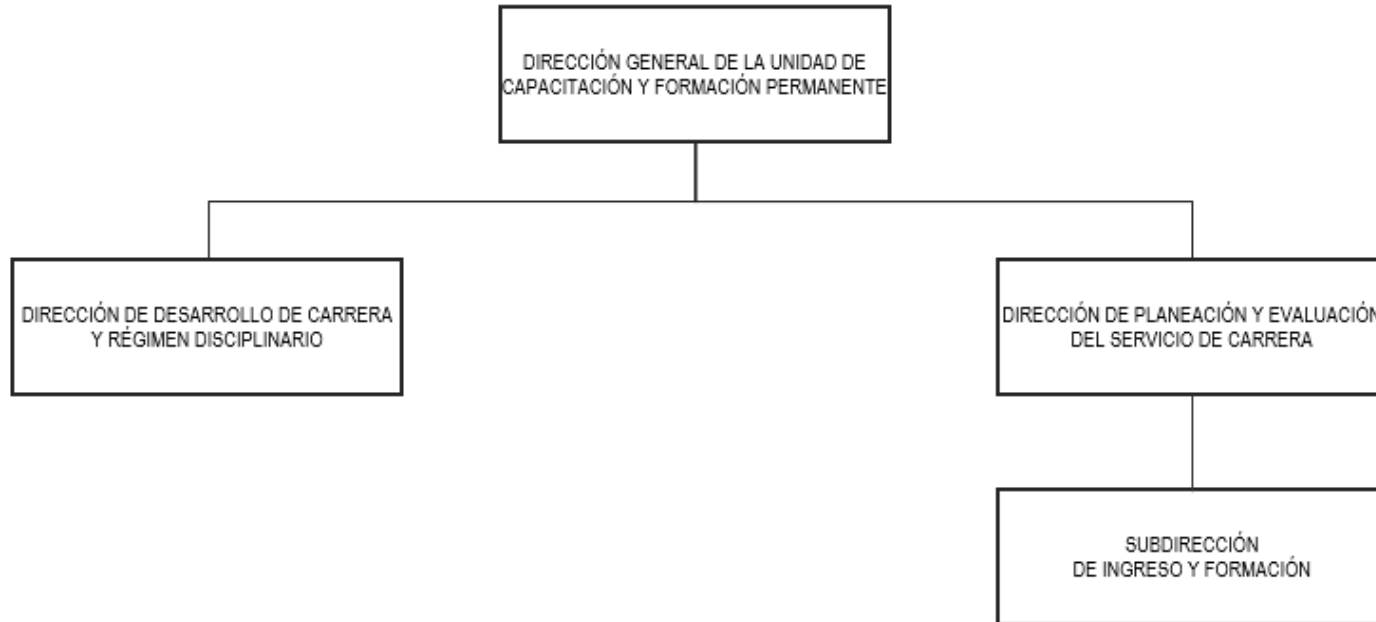 DIRECCIÓN GENERAL DE LA UNIDAD DE
CAPACITACIÓN Y FORMACIÓN PERMANENTE
DIRECCIÓN DE DESARROLLO DE CARRERA
Y RÉGIMEN DISCIPLINARIO
DIRECCIÓN DE PLANEACIÓN Y EVALUACIÓN
DEL SERVICIO DE CARRERA
SUBDIRECCIÓN
DE INGRESO Y FORMACIÓN